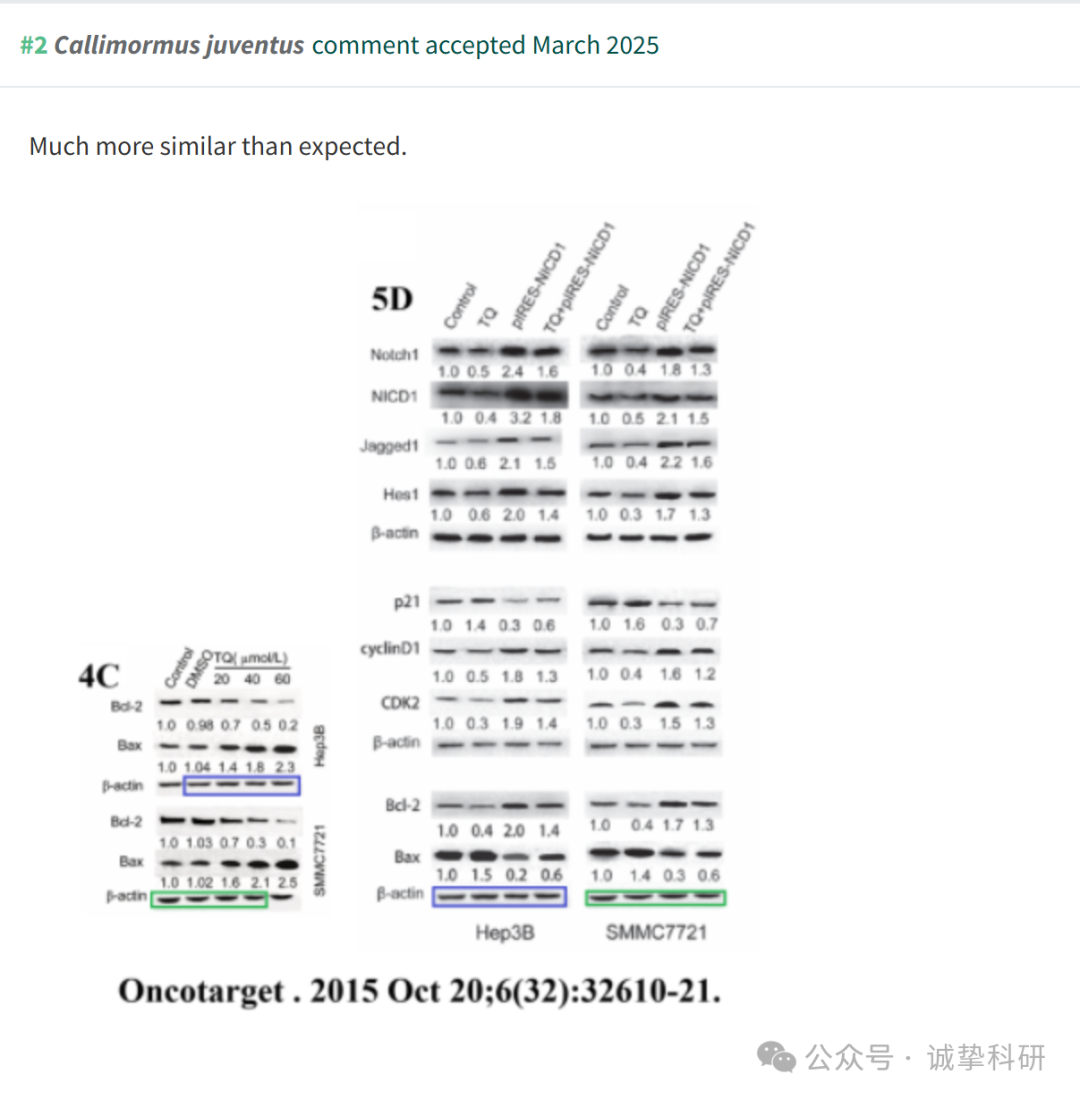 #2 Callimormus juventus comment accepted March 2025
Much more similar than expected.
5D
Control TQ pIRES-NICD1 TQ+pIRES-NICD1 Control TQ pIRES-NICD1 TQ+pIRES-NICD1
Notch1
1.0 0.5 2.4 1.6 1.0 0.4 1.8 1.3
NICD1
1.0 0.4 3.2 1.8 1.0 0.5 2.1 1.5
Jagged1
1.0 0.6 2.1 1.5 1.0 0.4 2.2 1.6
Hes1
1.0 0.6 2.0 1.4 1.0 0.3 1.7 1.3
β-actin
p21
1.0 1.4 0.3 0.6 1.0 1.6 0.3 0.7
cyclinD1
1.0 0.5 1.8 1.3 1.0 0.4 1.6 1.2
CDK2
1.0 0.3 1.9 1.4 1.0 0.3 1.5 1.3
β-actin
Bcl-2
1.0 0.4 2.0 1.4 1.0 0.4 1.7 1.3
Bax
1.0 1.5 0.2 0.6 1.0 1.4 0.3 0.6
β-actin
Hep3B SMMC7721
4C
Control DMSO TQ( μmol/L)
20 40 60
Bcl-2
1.0 0.98 0.7 0.5 0.2
Bax
1.0 1.04 1.4 1.8 2.3
β-actin
Hep3B
Bcl-2
1.0 1.03 0.7 0.3 0.1
Bax
1.0 1.02 1.6 2.1 2.5
β-actin
SMMC7721
Oncotarget . 2015 Oct 20;6(32):32610-21.
公众号 · 诚挚科研